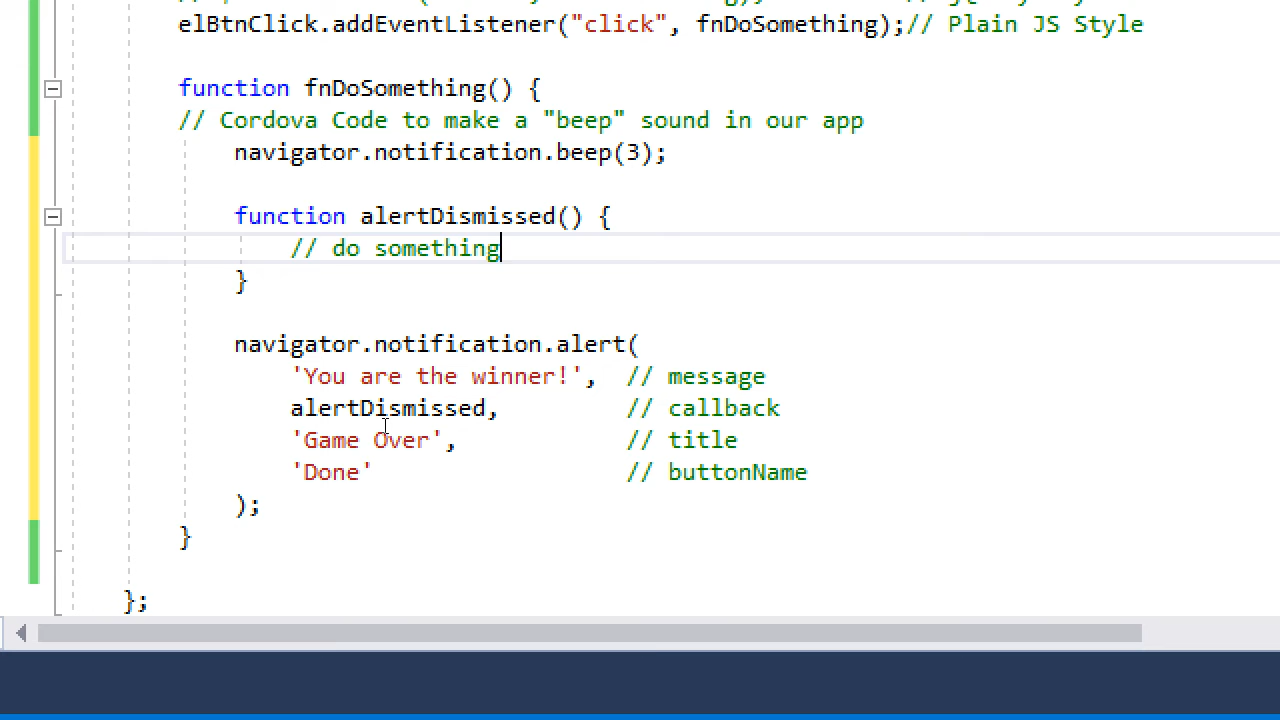 elBtnClick.addEventListener("click", fnDoSomething);// Plain JS Style
function fnDoSomething() {
// Cordova Code to make a "beep" sound in our app
navigator.notification.beep(3);
function alertDismissed() {
// do something
}
navigator.notification.alert(
'You are the winner!', // message
alertDismissed, // callback
'Game Over', // title
'Done' // buttonName
);
}
};